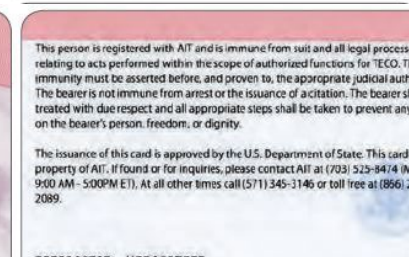 This person is registered with AIT and is immune from suit and all legal process
relating to acts performed within the scope of authorized functions for TECO.
immunity must be asserted before, and proven to, the appropriate judicial
The bearer is not immune from arrest or the issuance of a citation. The bearer
treated with due respect and all appropriate steps shall be taken to prevent any
on the bearer's person, freedom, or dignity.
The issuance of this card is approved by the U.S. Department of State. This card
property of AIT. If found or for inquiries, please contact AIT at (703) 525-8474
9:00 AM - 5:00PM ET). At all other times call (571) 345-3146 or toll free at (866)
2089.